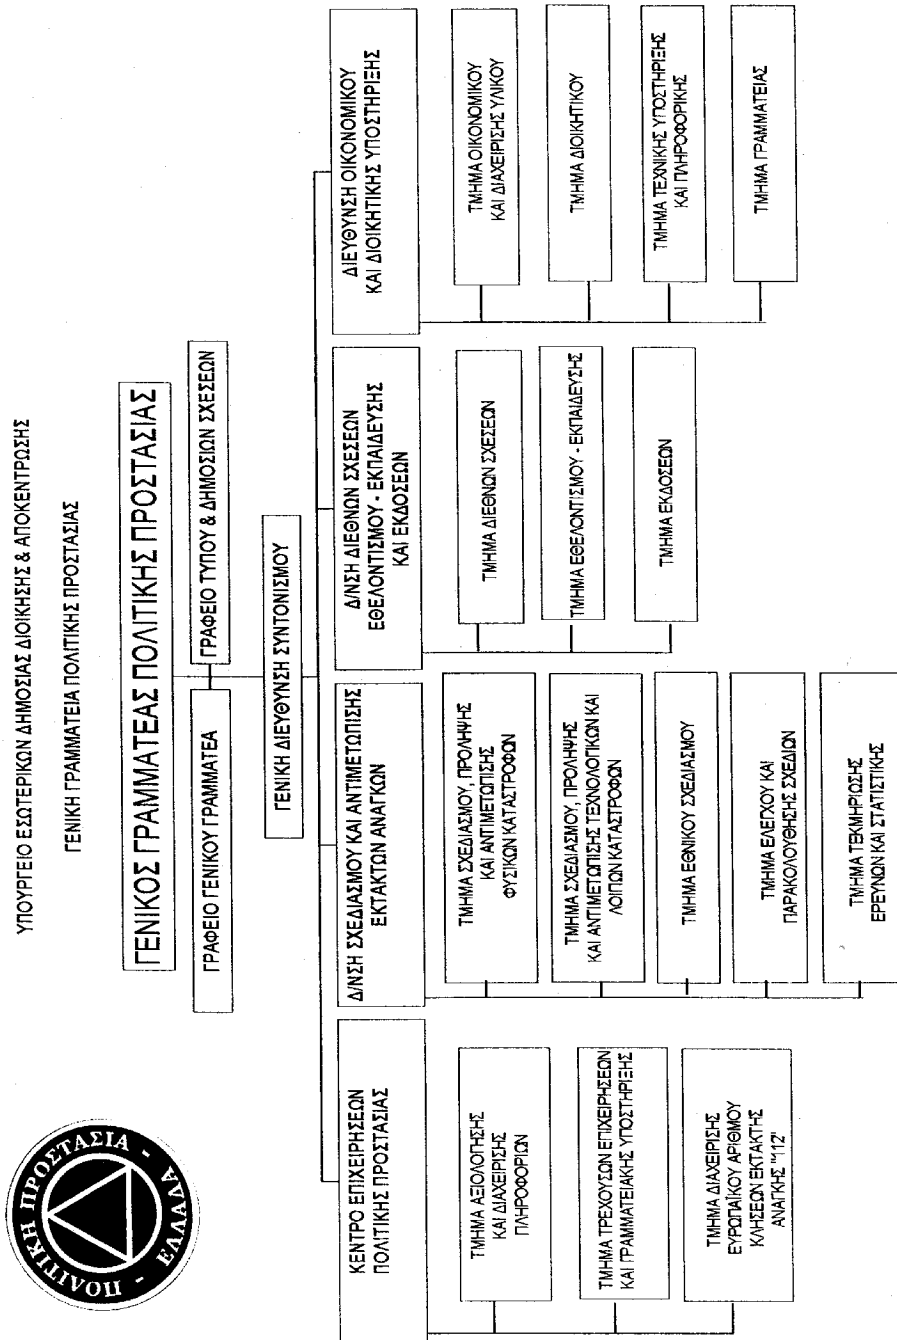 ΠΟΛΙΤΙΚΗ ΠΡΟΣΤΑΣΙΑ - ΕΛΛΑΔΑ -
ΥΠΟΥΡΓΕΙΟ ΕΣΩΤΕΡΙΚΩΝ ΔΗΜΟΣΙΑΣ ΔΙΟΙΚΗΣΗΣ & ΑΠΟΚΕΝΤΡΩΣΗΣ
ΓΕΝΙΚΗ ΓΡΑΜΜΑΤΕΙΑ ΠΟΛΙΤΙΚΗΣ ΠΡΟΣΤΑΣΙΑΣ
ΓΕΝΙΚΟΣ ΓΡΑΜΜΑΤΕΑΣ ΠΟΛΙΤΙΚΗΣ ΠΡΟΣΤΑΣΙΑΣ
ΓΡΑΦΕΙΟ ΓΕΝΙΚΟΥ ΓΡΑΜΜΑΤΕΑ
ΓΡΑΦΕΙΟ ΤΥΠΟΥ & ΔΗΜΟΣΙΩΝ ΣΧΕΣΕΩΝ
ΓΕΝΙΚΗ ΔΙΕΥΘΥΝΣΗ ΣΥΝΤΟΝΙΣΜΟΥ
ΚΕΝΤΡΟ ΕΠΙΧΕΙΡΗΣΕΩΝ
ΠΟΛΙΤΙΚΗΣ ΠΡΟΣΤΑΣΙΑΣ
ΤΜΗΜΑ ΑΞΙΟΛΟΓΗΣΗΣ
ΚΑΙ ΔΙΑΧΕΙΡΙΣΗΣ
ΠΛΗΡΟΦΟΡΙΩΝ
ΤΜΗΜΑ ΤΡΕΧΟΥΣΩΝ ΕΠΙΧΕΙΡΗΣΕΩΝ
ΚΑΙ ΓΡΑΜΜΑΤΕΙΑΚΗΣ ΥΠΟΣΤΗΡΙΞΗΣ
ΤΜΗΜΑ ΔΙΑΧΕΙΡΙΣΗΣ
ΕΥΡΩΠΑΪΚΟΥ ΑΡΙΘΜΟΥ
ΚΛΗΣΕΩΝ ΕΚΤΑΚΤΗΣ
ΑΝΑΓΚΗΣ "112"
Δ/ΝΣΗ ΣΧΕΔΙΑΣΜΟΥ ΚΑΙ ΑΝΤΙΜΕΤΩΠΙΣΗΣ
ΕΚΤΑΚΤΩΝ ΑΝΑΓΚΩΝ
ΤΜΗΜΑ ΣΧΕΔΙΑΣΜΟΥ, ΠΡΟΛΗΨΗΣ
ΚΑΙ ΑΝΤΙΜΕΤΩΠΙΣΗΣ
ΦΥΣΙΚΩΝ ΚΑΤΑΣΤΡΟΦΩΝ
ΤΜΗΜΑ ΣΧΕΔΙΑΣΜΟΥ, ΠΡΟΛΗΨΗΣ
ΚΑΙ ΑΝΤΙΜΕΤΩΠΙΣΗΣ ΤΕΧΝΟΛΟΓΙΚΩΝ ΚΑΙ
ΛΟΙΠΩΝ ΚΑΤΑΣΤΡΟΦΩΝ
ΤΜΗΜΑ ΕΘΝΙΚΟΥ ΣΧΕΔΙΑΣΜΟΥ
ΤΜΗΜΑ ΕΛΕΓΧΟΥ ΚΑΙ
ΠΑΡΑΚΟΛΟΥΘΗΣΗΣ ΣΧΕΔΙΩΝ
ΤΜΗΜΑ ΤΕΚΜΗΡΙΩΣΗΣ
ΕΡΕΥΝΩΝ ΚΑΙ ΣΤΑΤΙΣΤΙΚΗΣ
Δ/ΝΣΗ ΔΙΕΘΝΩΝ ΣΧΕΣΕΩΝ
ΕΘΕΛΟΝΤΙΣΜΟΥ - ΕΚΠΑΙΔΕΥΣΗΣ
ΚΑΙ ΕΚΔΟΣΕΩΝ
ΤΜΗΜΑ ΔΙΕΘΝΩΝ ΣΧΕΣΕΩΝ
ΤΜΗΜΑ ΕΘΕΛΟΝΤΙΣΜΟΥ - ΕΚΠΑΙΔΕΥΣΗΣ
ΤΜΗΜΑ ΕΚΔΟΣΕΩΝ
ΔΙΕΥΘΥΝΣΗ ΟΙΚΟΝΟΜΙΚΟΥ
ΚΑΙ ΔΙΟΙΚΗΤΙΚΗΣ ΥΠΟΣΤΗΡΙΞΗΣ
ΤΜΗΜΑ ΟΙΚΟΝΟΜΙΚΟΥ
ΚΑΙ ΔΙΑΧΕΙΡΙΣΗΣ ΥΛΙΚΟΥ
ΤΜΗΜΑ ΔΙΟΙΚΗΤΙΚΟΥ
ΤΜΗΜΑ ΤΕΧΝΙΚΗΣ ΥΠΟΣΤΗΡΙΞΗΣ
ΚΑΙ ΠΛΗΡΟΦΟΡΙΚΗΣ
ΤΜΗΜΑ ΓΡΑΜΜΑΤΕΙΑΣ